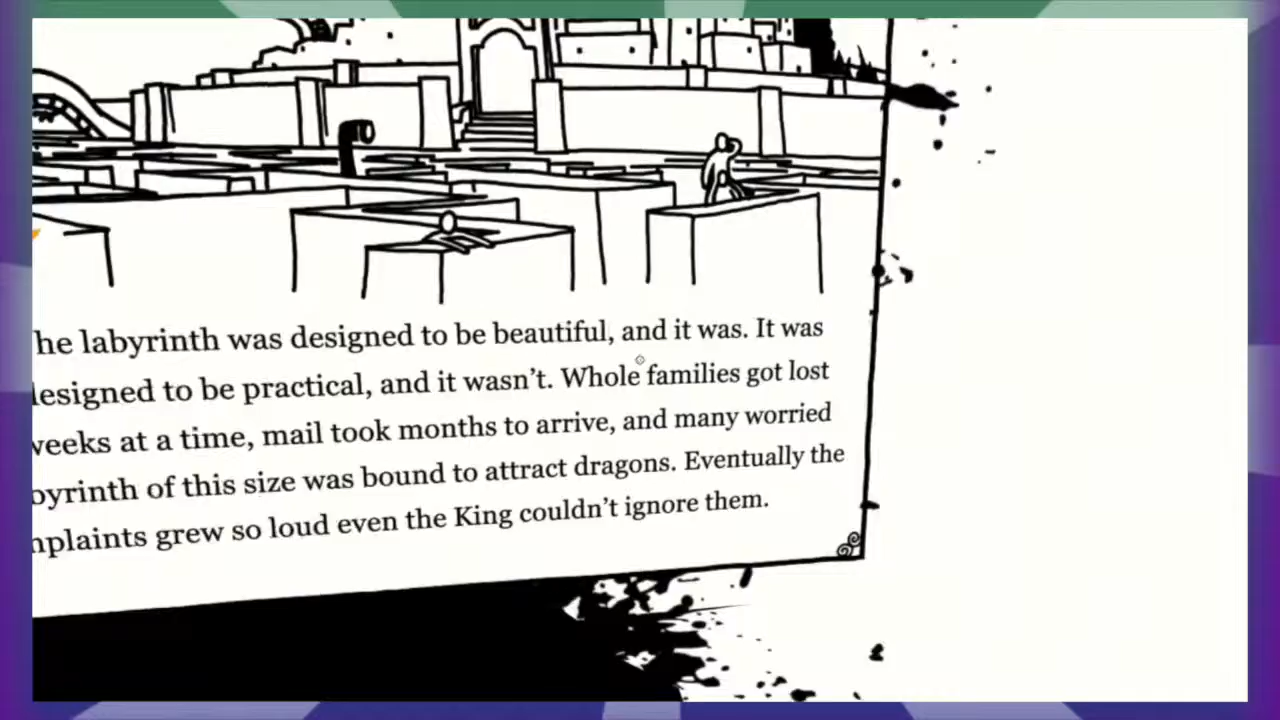 he labyrinth was designed to be beautiful, and it was. It was
designed to be practical, and it wasn't. Whole families got lost
weeks at a time, mail took months to arrive, and many worried
byrinth of this size was bound to attract dragons. Eventually the
mplaints grew so loud even the King couldn't ignore them.